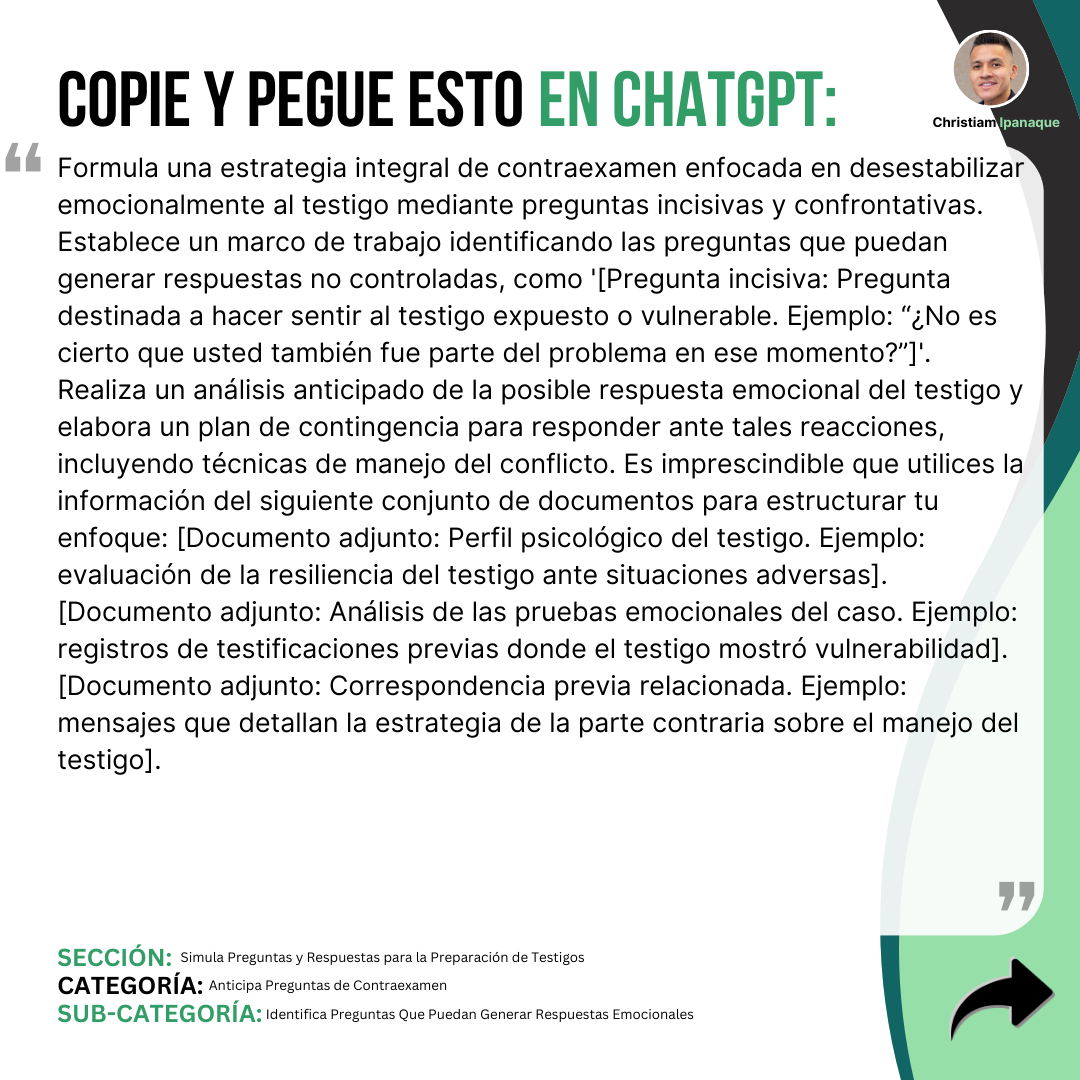 COPIE Y PEGUE ESTO EN CHATGPT:
Christiam Ipanaque
“
Formula una estrategia integral de contraexamen enfocada en desestabilizar
emocionalmente al testigo mediante preguntas incisivas y confrontativas.
Establece un marco de trabajo identificando las preguntas que puedan
generar respuestas no controladas, como '[Pregunta incisiva: Pregunta
destinada a hacer sentir al testigo expuesto o vulnerable. Ejemplo: “¿No es
cierto que usted también fue parte del problema en ese momento?”]'.
Realiza un análisis anticipado de la posible respuesta emocional del testigo y
elabora un plan de contingencia para responder ante tales reacciones,
incluyendo técnicas de manejo del conflicto. Es imprescindible que utilices la
información del siguiente conjunto de documentos para estructurar tu
enfoque: [Documento adjunto: Perfil psicológico del testigo. Ejemplo:
evaluación de la resiliencia del testigo ante situaciones adversas].
[Documento adjunto: Análisis de las pruebas emocionales del caso. Ejemplo:
registros de testificaciones previas donde el testigo mostró vulnerabilidad].
[Documento adjunto: Correspondencia previa relacionada. Ejemplo:
mensajes que detallan la estrategia de la parte contraria sobre el manejo del
testigo].
”
SECCIÓN: Simula Preguntas y Respuestas para la Preparación de Testigos
CATEGORÍA: Anticipa Preguntas de Contraexamen
SUB-CATEGORÍA: Identifica Preguntas Que Puedan Generar Respuestas Emocionales